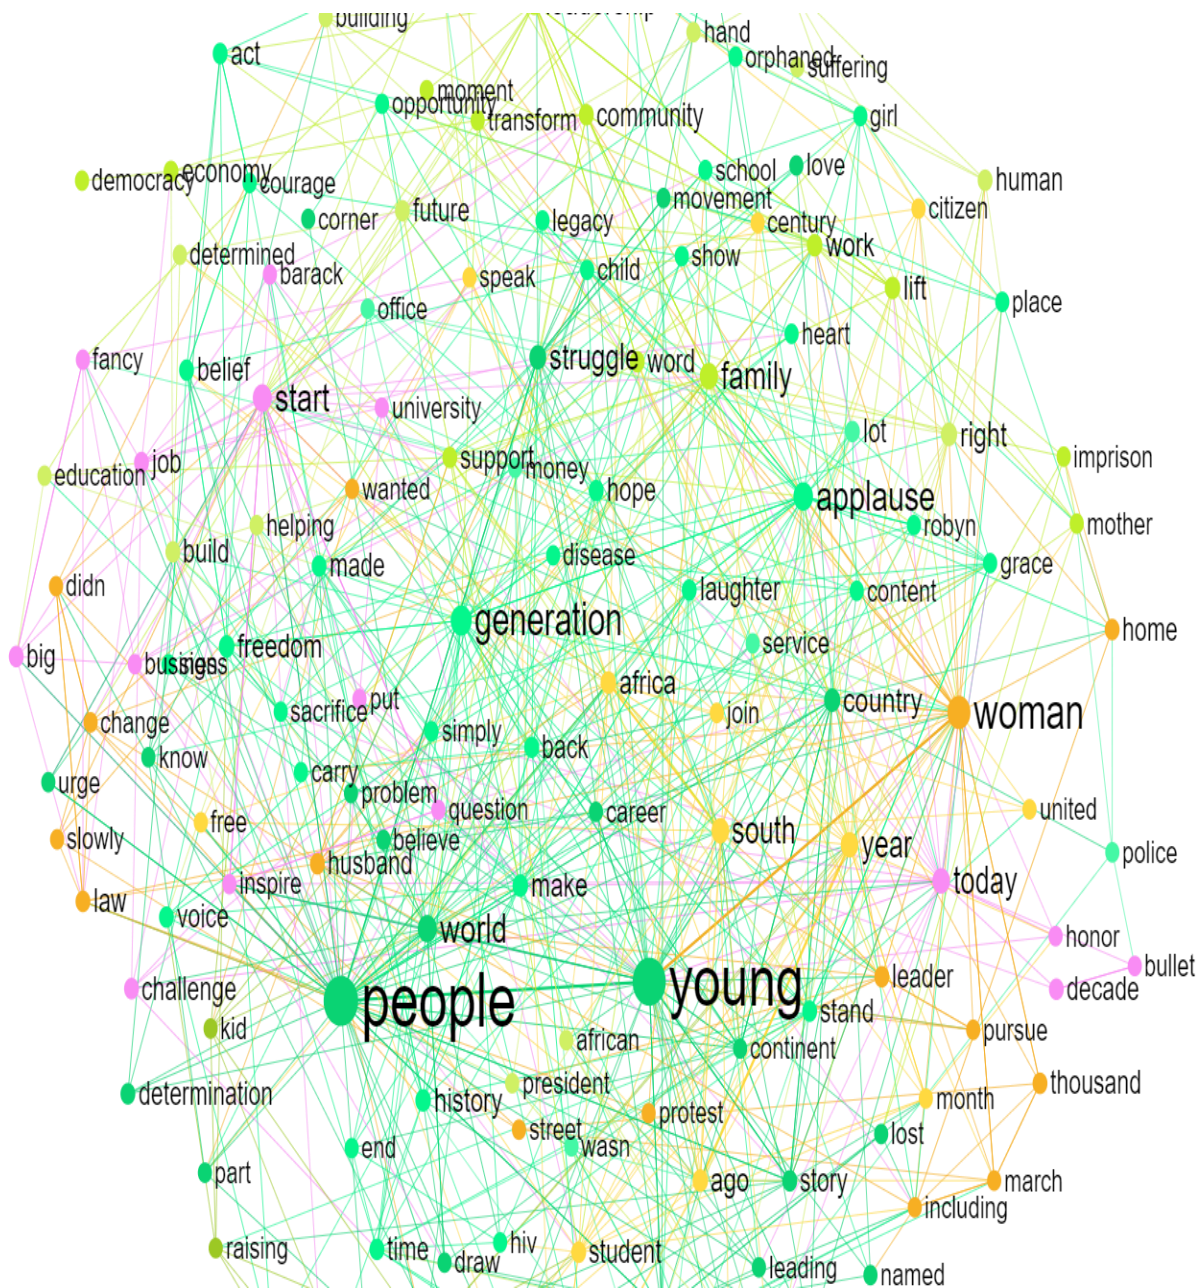 building
hand
act
orphaned
suffering
moment
opportunity
transform
community
girl
democracy
economy
courage
school
love
human
corner
future
legacy
movement
century
citizen
determined
barack
speak
child
show
work
office
lift
place
fancy
belief
struggle
word
family
heart
start
university
lot
right
education
job
support
money
imprison
wanted
hope
applause
helping
robyn
mother
build
made
disease
grace
didn
laughter
content
generation
big
business
freedom
service
home
africa
put
country
change
sacrifice
join
woman
know
simply
back
urge
carry
problem
question
career
united
slowly
free
believe
south
year
police
husband
law
inspire
make
today
voice
world
honor
challenge
people
young
leader
decade
bullet
kid
stand
pursue
african
continent
determination
president
thousand
history
protest
month
street
end
wasn
lost
part
ago
story
march
including
raising
time
hiv
student
draw
leading
named